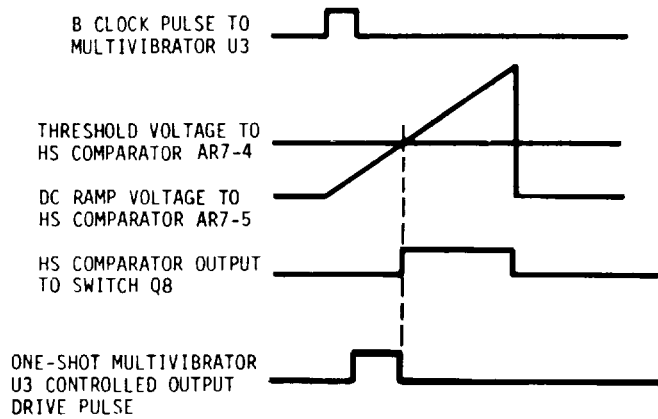 B CLOCK PULSE TO
MULTIVIBRATOR U3
THRESHOLD VOLTAGE TO
HS COMPARATOR AR7-4
DC RAMP VOLTAGE TO
HS COMPARATOR AR7-5
HS COMPARATOR OUTPUT
TO SWITCH Q8
ONE-SHOT MULTIVIBRATOR
U3 CONTROLLED OUTPUT
DRIVE PULSE